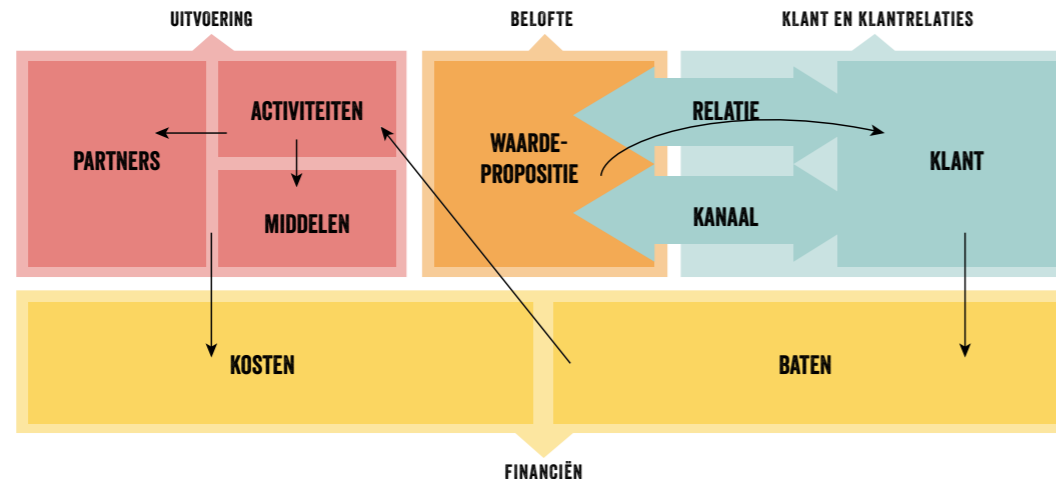 UITVOERING
BELOFTE
KLANT EN KLANTRELATIES
PARTNERS
ACTIVITEITEN
MIDDELEN
WAARDE-
PROPOSITIE
RELATIE
KANAAL
KLANT
KOSTEN
BATEN
FINANCIËN